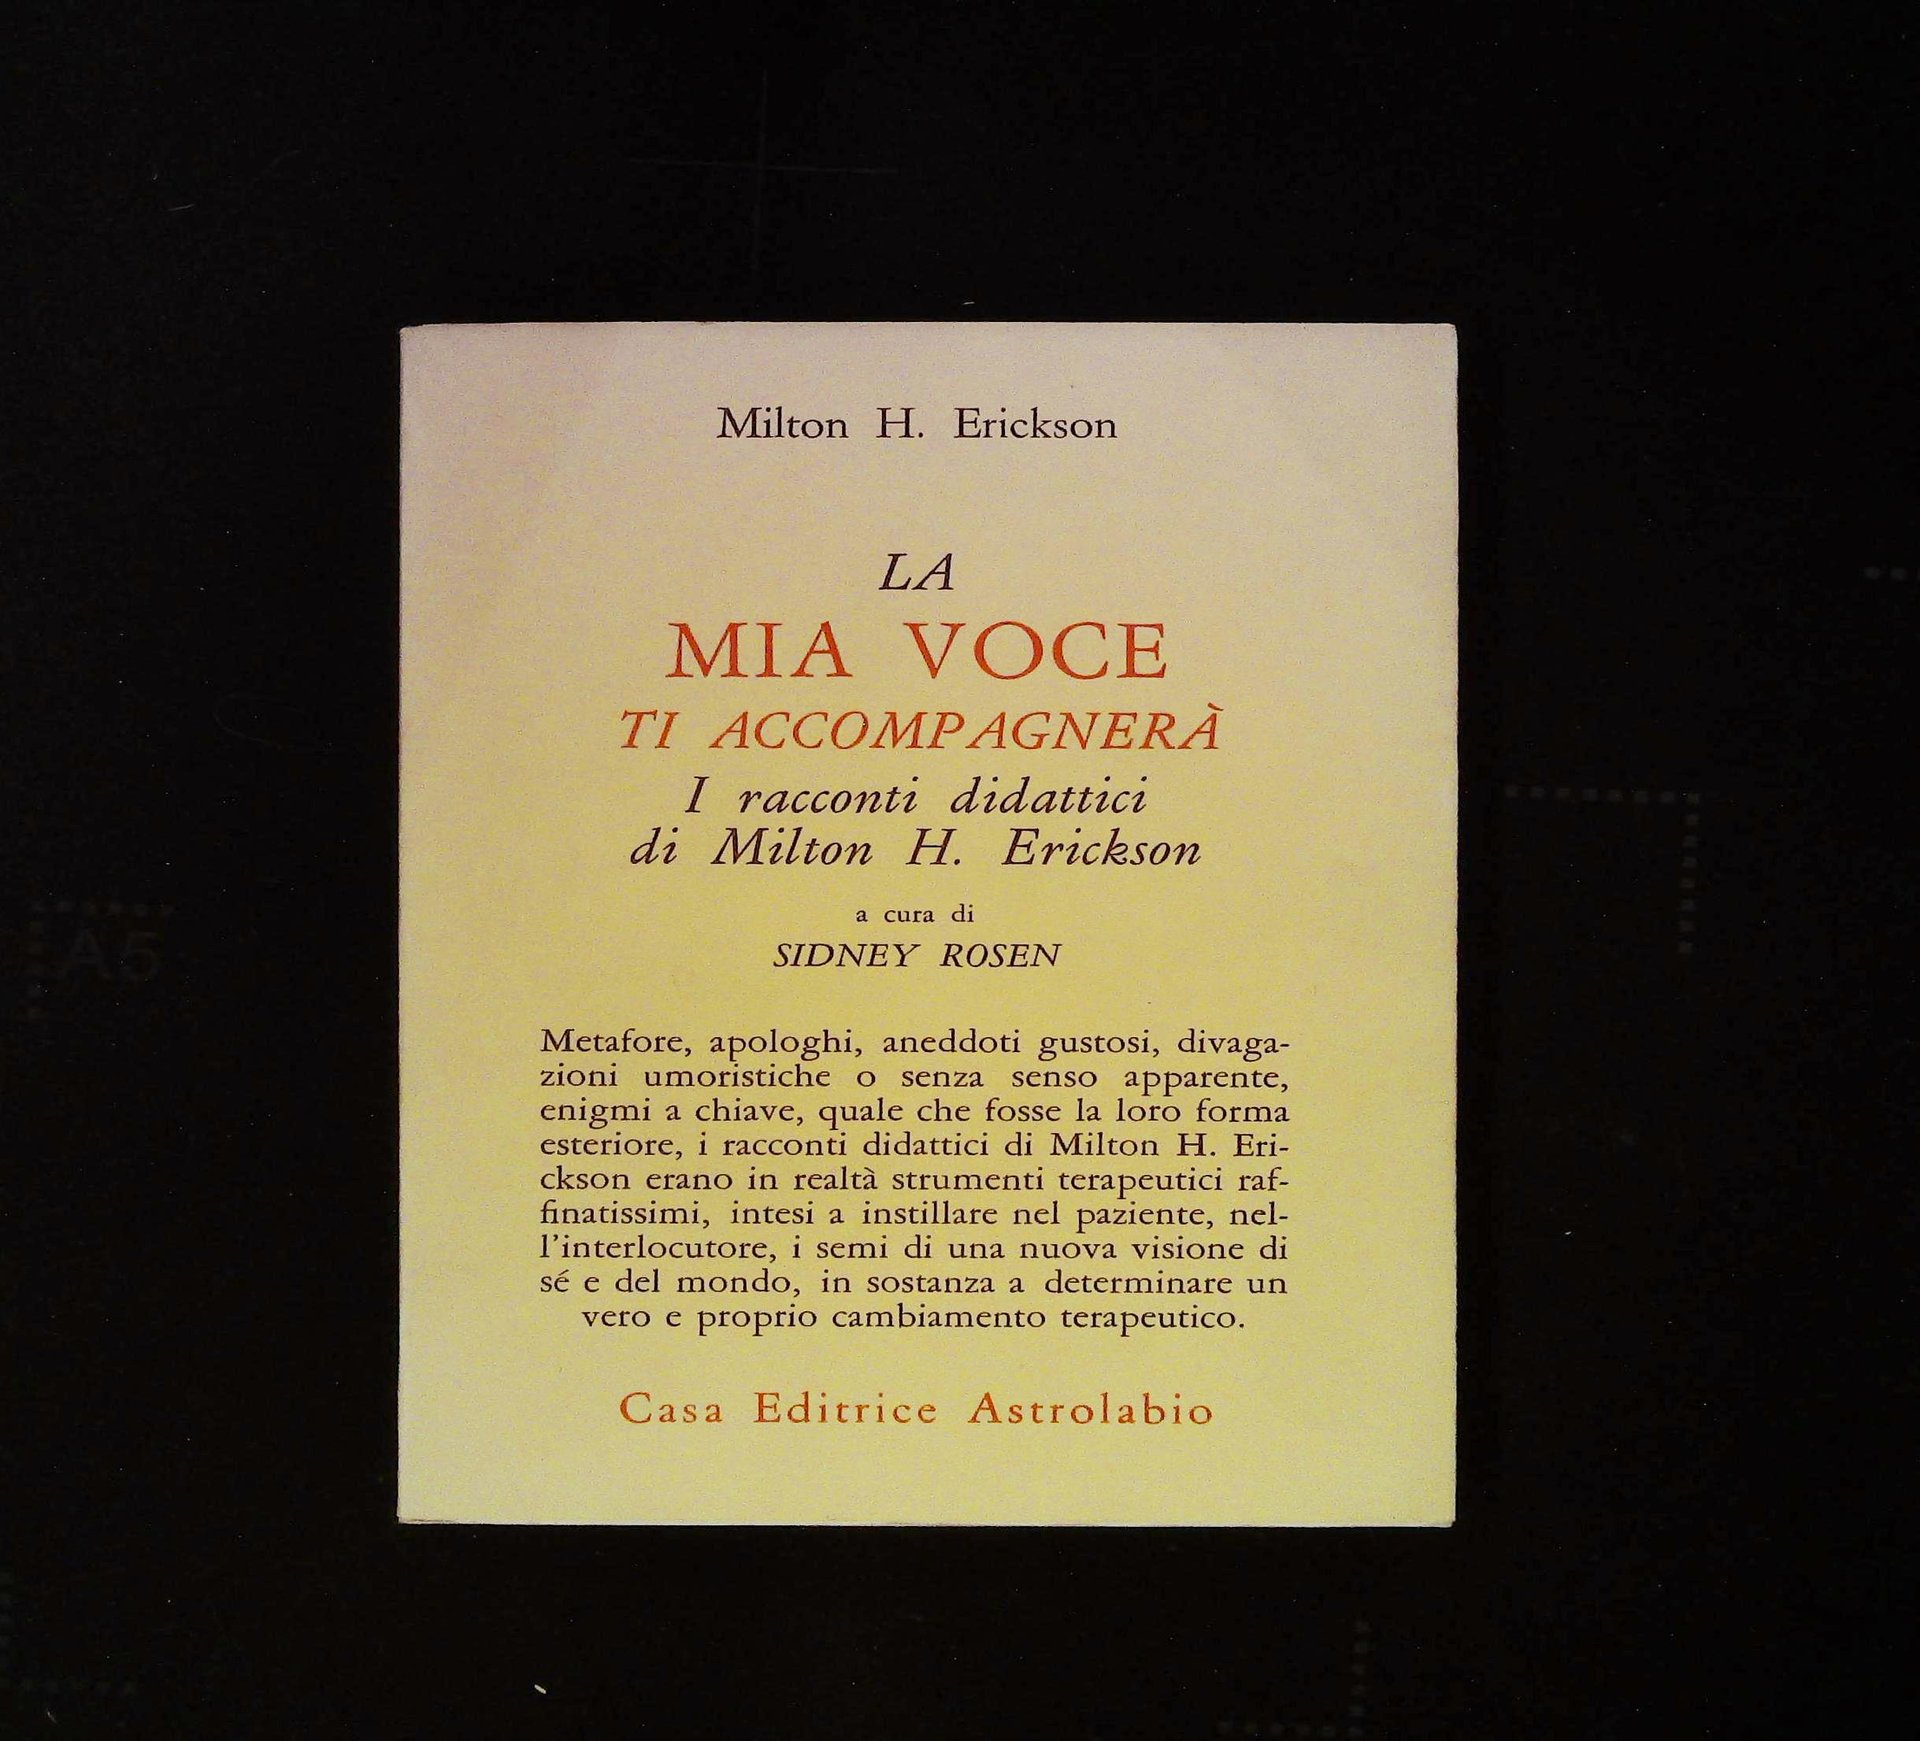 Milton H. Erickson
LA
MIA VOCE
TI ACCOMPAGNERÀ
I racconti didattici
di Milton H. Erickson
a cura di
SIDNEY ROSEN
Metafore, apologhi, aneddoti gustosi, divaga-
zioni umoristiche o senza senso apparente,
enigmi a chiave, quale che fosse la loro forma
esteriore, i racconti didattici di Milton H. Eri-
ckson erano in realtà strumenti terapeutici raf-
finatissimi, intesi a instillare nel paziente, nel-
l'interlocutore, i semi di una nuova visione di
sé e del mondo, in sostanza a determinare un
vero e proprio cambiamento terapeutico.
Casa Editrice Astrolabio
A5